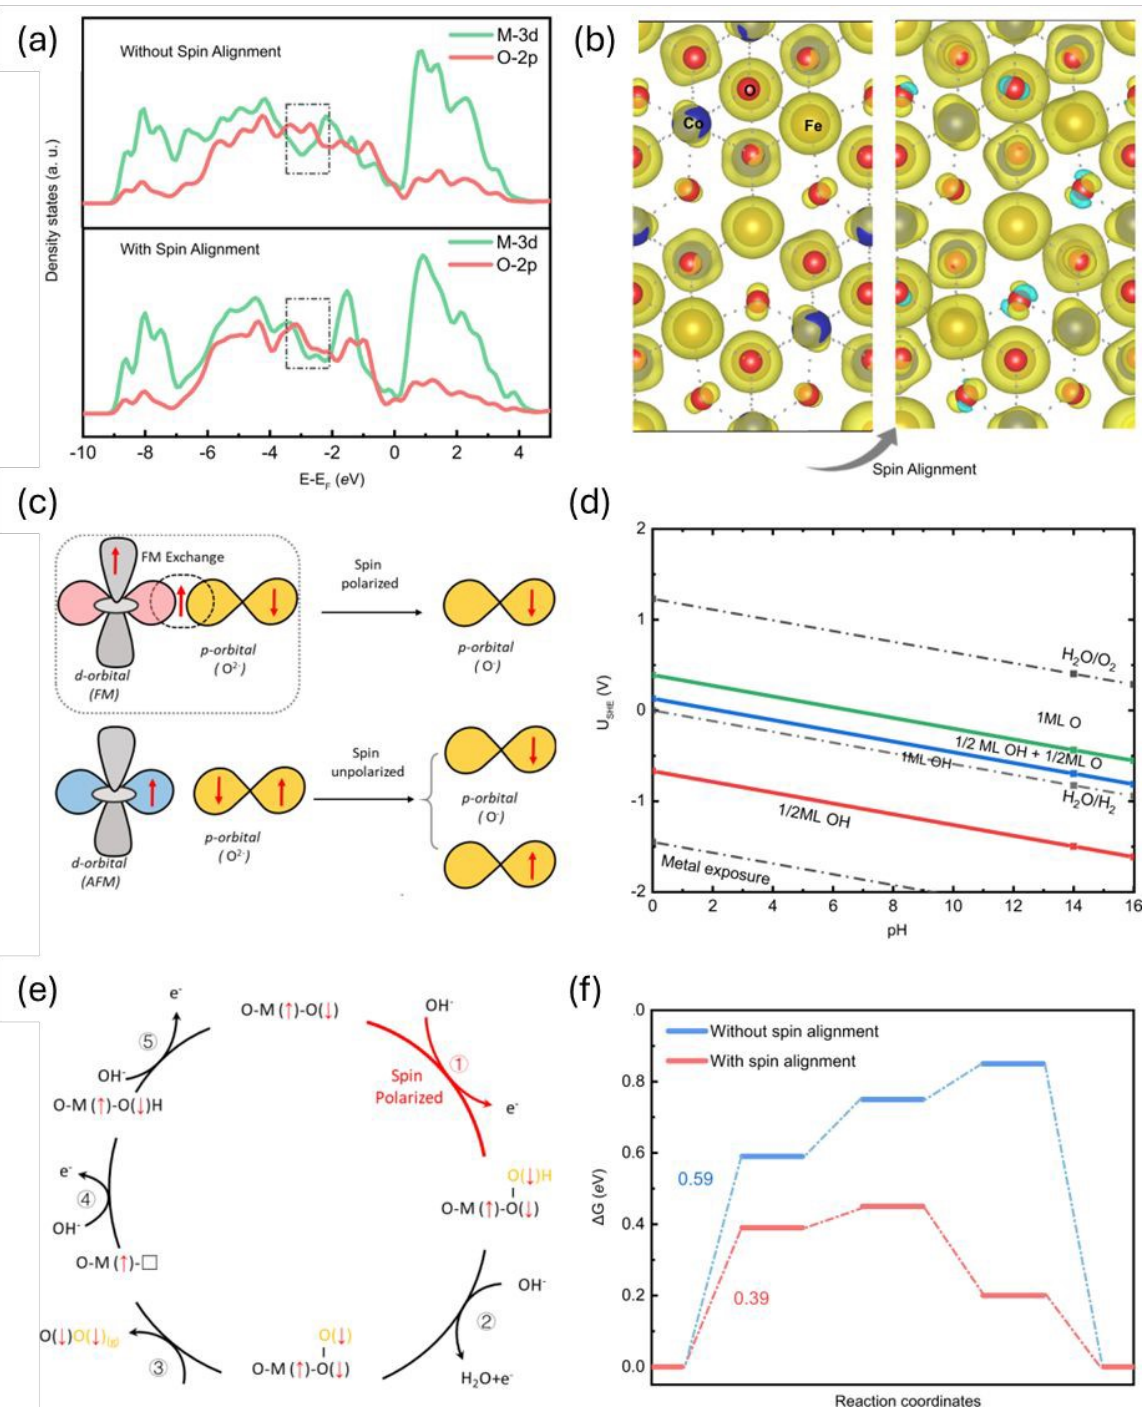 (a)
Without Spin Alignment
M-3d
O-2p
With Spin Alignment
M-3d
O-2p
Density states (a. u.)
-10 -8 -6 -4 -2 0 2 4
E-E_F (eV)
(b)
O
Co
Fe
Spin Alignment
(c)
↑
FM Exchange
↑
↓
d-orbital
(FM)
p-orbital
(O²⁻)
Spin
polarized
↓
p-orbital
(O⁻)
↑
↓ ↑
d-orbital
(AFM)
p-orbital
(O²⁻)
Spin
unpolarized
↓
p-orbital
(O⁻)
↑
(d)
2
1
0
-1
-2
U_SHE (V)
H₂O/O₂
1ML O
1/2 ML OH + 1/2ML O
1ML OH
H₂O/H₂
1/2ML OH
Metal exposure
0 2 4 6 8 10 12 14 16
pH
(e)
O-M(↑)-O(↓)
OH⁻
①
Spin
Polarized
e⁻
O(↓)H
O-M(↑)-O(↓)
OH⁻
②
H₂O+e⁻
O(↓)
O-M(↑)-O(↓)
③
O(↓)O(↓)(g)
O-M(↑)-□
OH⁻
④
e⁻
O-M(↑)-O(↓)H
OH⁻
⑤
e⁻
(f)
.0
0.8
0.6
0.4
0.2
0.0
ΔG (eV)
Without spin alignment
With spin alignment
0.59
0.39
Reaction coordinates